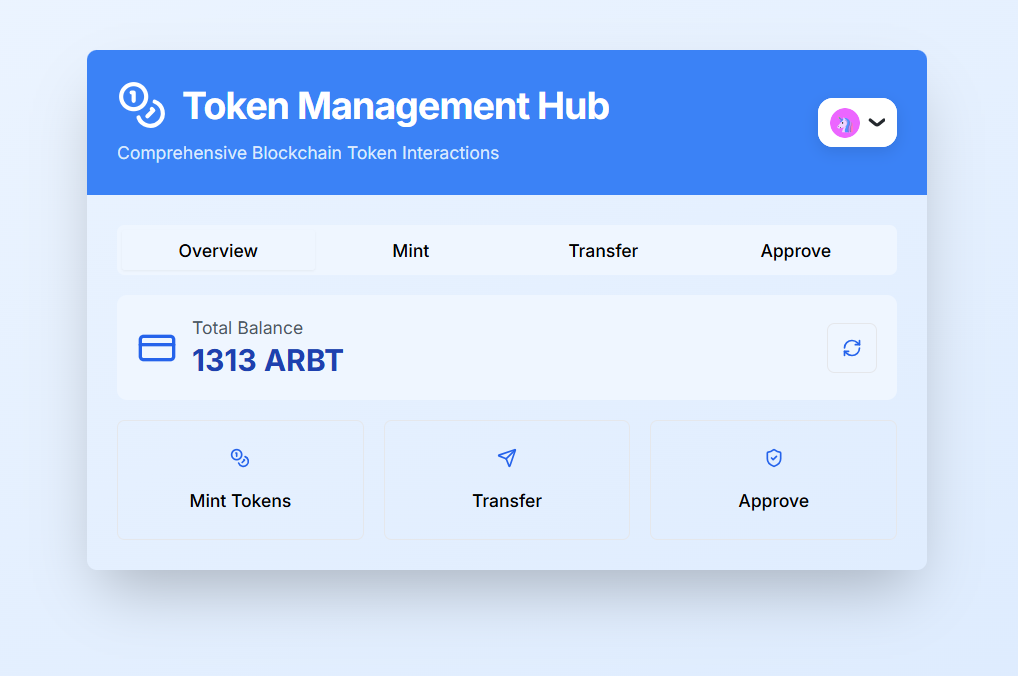 Token Management Hub
Comprehensive Blockchain Token Interactions
Overview Mint Transfer Approve
Total Balance
1313 ARBT
Mint Tokens Transfer Approve